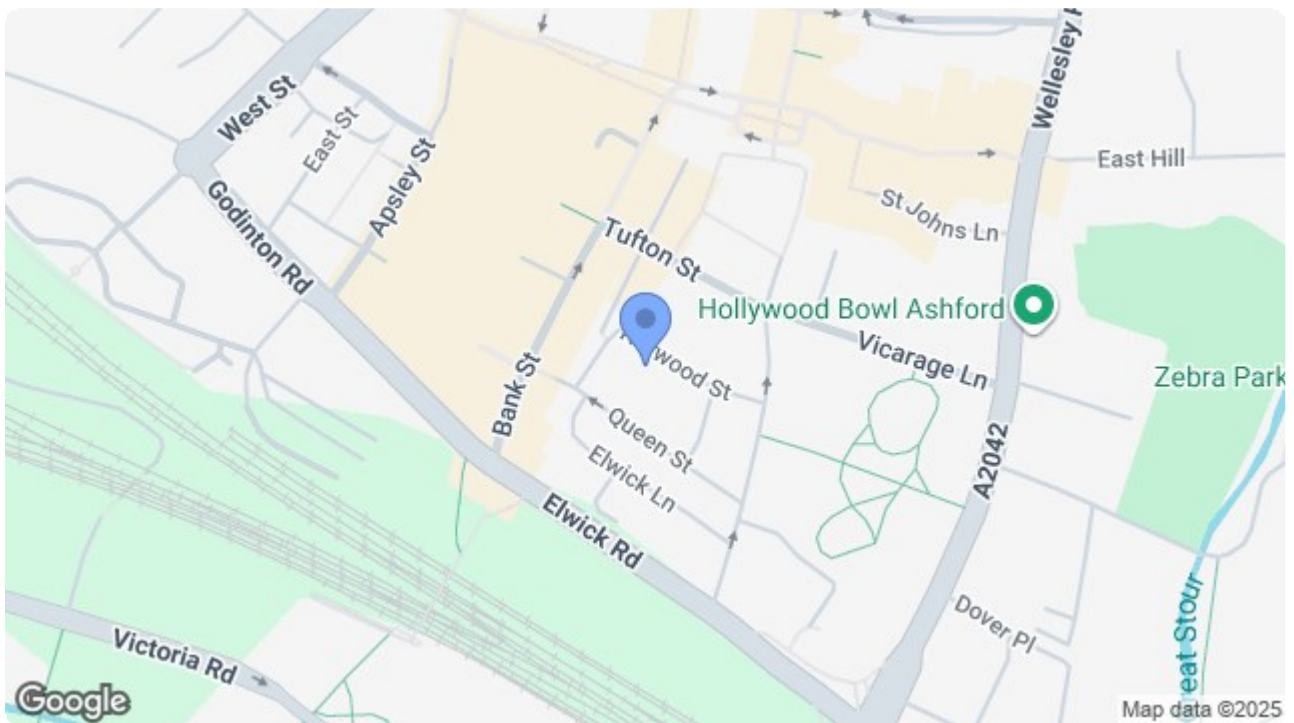 Wellesley
West St
East St
Apsley St
Godinton Rd
East Hill
St Johns Ln
Tufton St
Hollywood Bowl Ashford
Vicarage Ln
Zebra Park
wood St
Bank St
Queen St
Elwick Ln
A2042
Elwick Rd
Dover Pl
eat Stour
Victoria Rd
Google
Map data ©2025